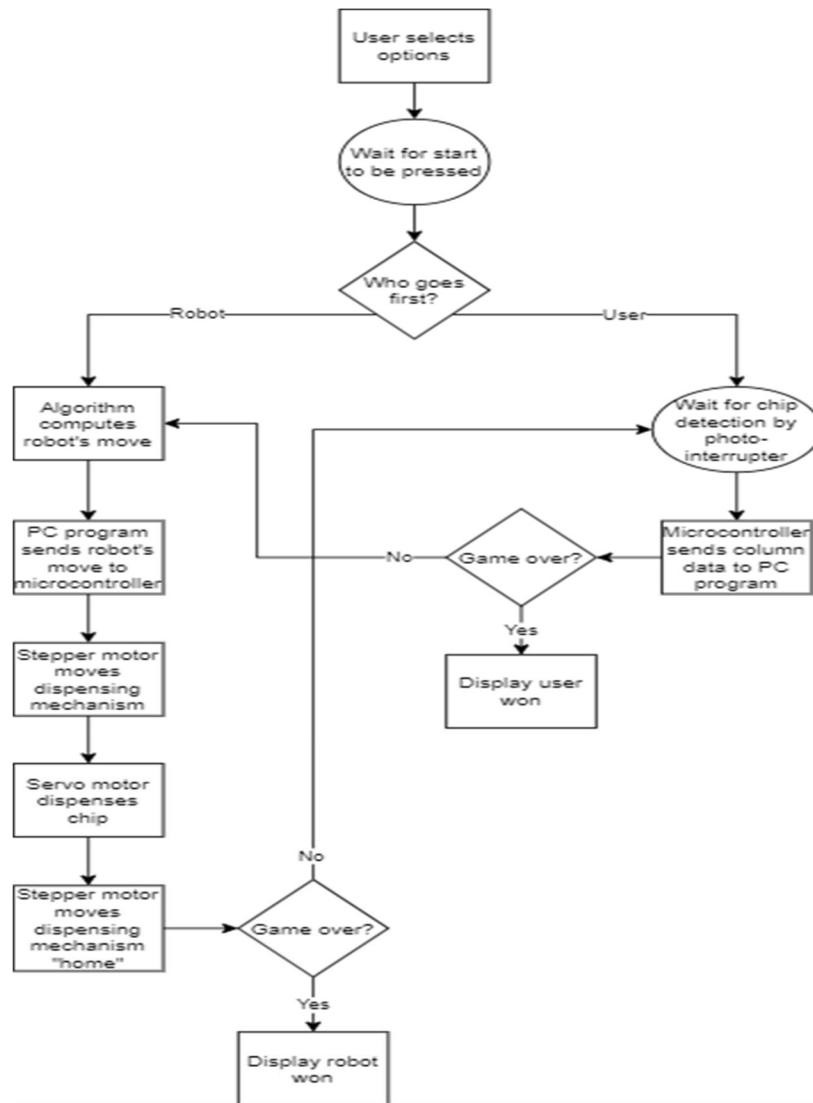 User selects
options
Wait for start
to be pressed
Who goes
first?
Robot
User
Algorithm
computes
robot's move
Wait for chip
detection by
photo-
interrupter
PC program
sends robot's
move to
microcontroller
No
Game over?
Microcontroller
sends column
data to PC
program
Yes
Stepper motor
moves
dispensing
mechanism
Display user
won
Servo motor
dispenses
chip
No
Stepper motor
moves
dispensing
mechanism
"home"
Game over?
Yes
Display robot
won